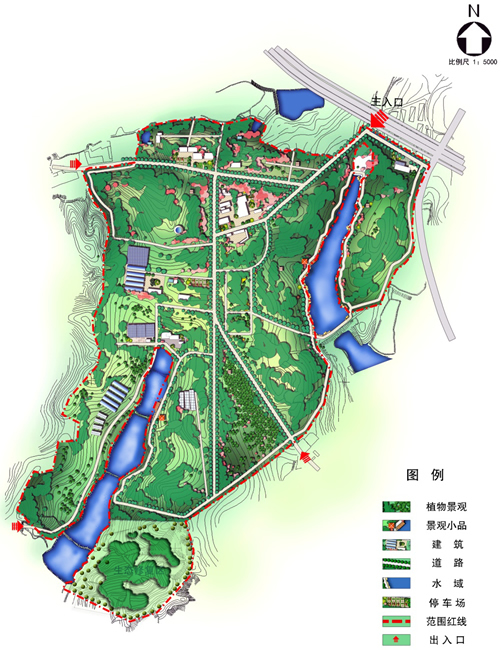 N
比例尺 1：5000
主入口
图 例
植物景观
景观小品
建 筑
道 路
水 域
停 车 场
范围红线
出 入 口